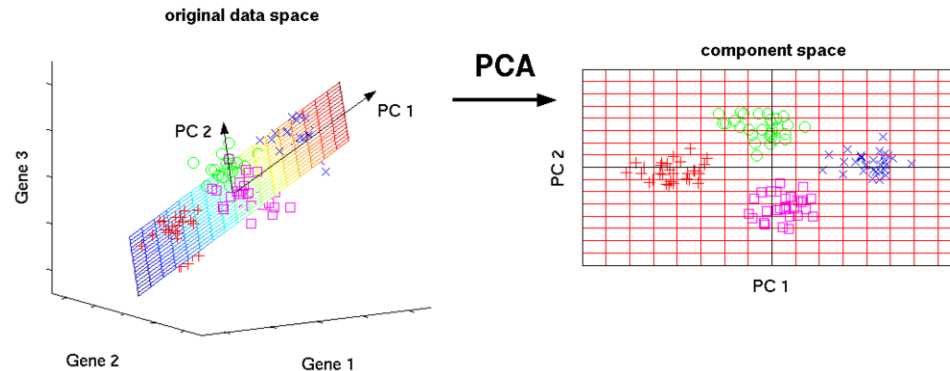 original data space
PCA
component space
PC 1
PC 2
Gene 3
PC 2
Gene 2
Gene 1
PC 1